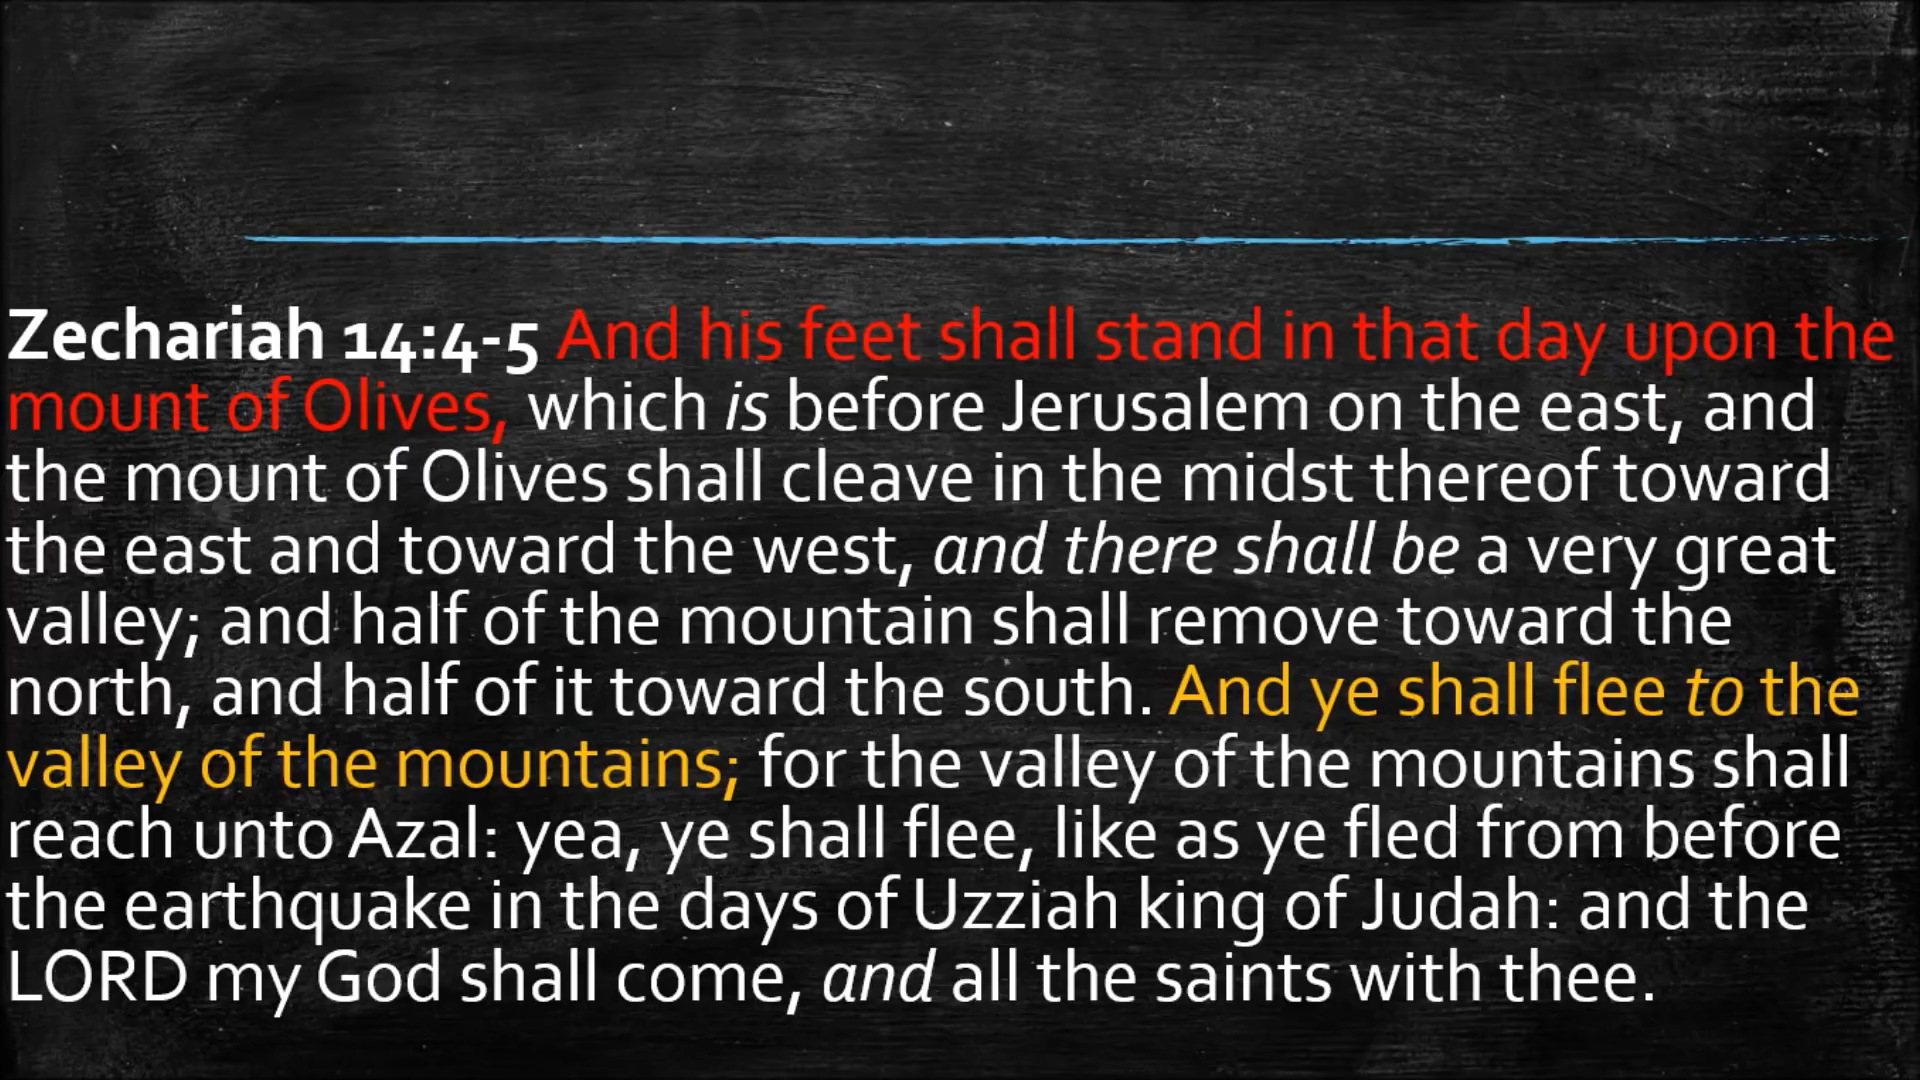 Zechariah 14:4-5 And his feet shall stand in that day upon the
mount of Olives, which is before Jerusalem on the east, and
the mount of Olives shall cleave in the midst thereof toward
the east and toward the west, and there shall be a very great
valley; and half of the mountain shall remove toward the
north, and half of it toward the south. And ye shall flee to the
valley of the mountains; for the valley of the mountains shall
reach unto Azal: yea, ye shall flee, like as ye fled from before
the earthquake in the days of Uzziah king of Judah: and the
LORD my God shall come, and all the saints with thee.